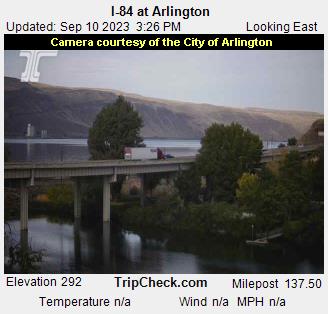 I-84 at Arlington
Updated: Sep 10 2023 3:26 PM Looking East
Camera courtesy of the City of Arlington
Elevation 292 TripCheck.com Milepost 137.50
Temperature n/a Wind n/a MPH n/a